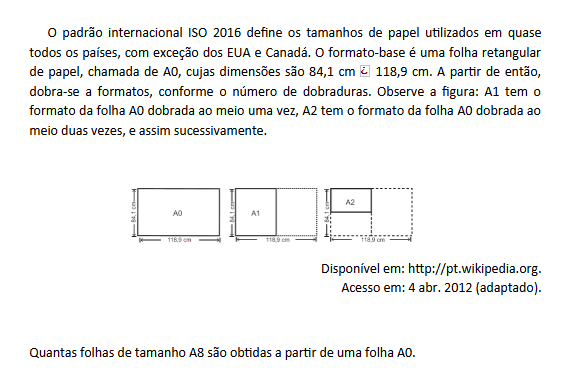 O padrão internacional ISO 2016 define os tamanhos de papel utilizados em quase
todos os países, com exceção dos EUA e Canadá. O formato-base é uma folha retangular
de papel, chamada de A0, cujas dimensões são 84,1 cm ¿ 118,9 cm. A partir de então,
dobra-se a formatos, conforme o número de dobraduras. Observe a figura: A1 tem o
formato da folha A0 dobrada ao meio uma vez, A2 tem o formato da folha A0 dobrada ao
meio duas vezes, e assim sucessivamente.
84,1 cm
A0
118,9 cm
84,1 cm
A1
118,9 cm
84,1 cm
A2
118,9 cm
Disponível em: http://pt.wikipedia.org.
Acesso em: 4 abr. 2012 (adaptado).
Quantas folhas de tamanho A8 são obtidas a partir de uma folha A0.